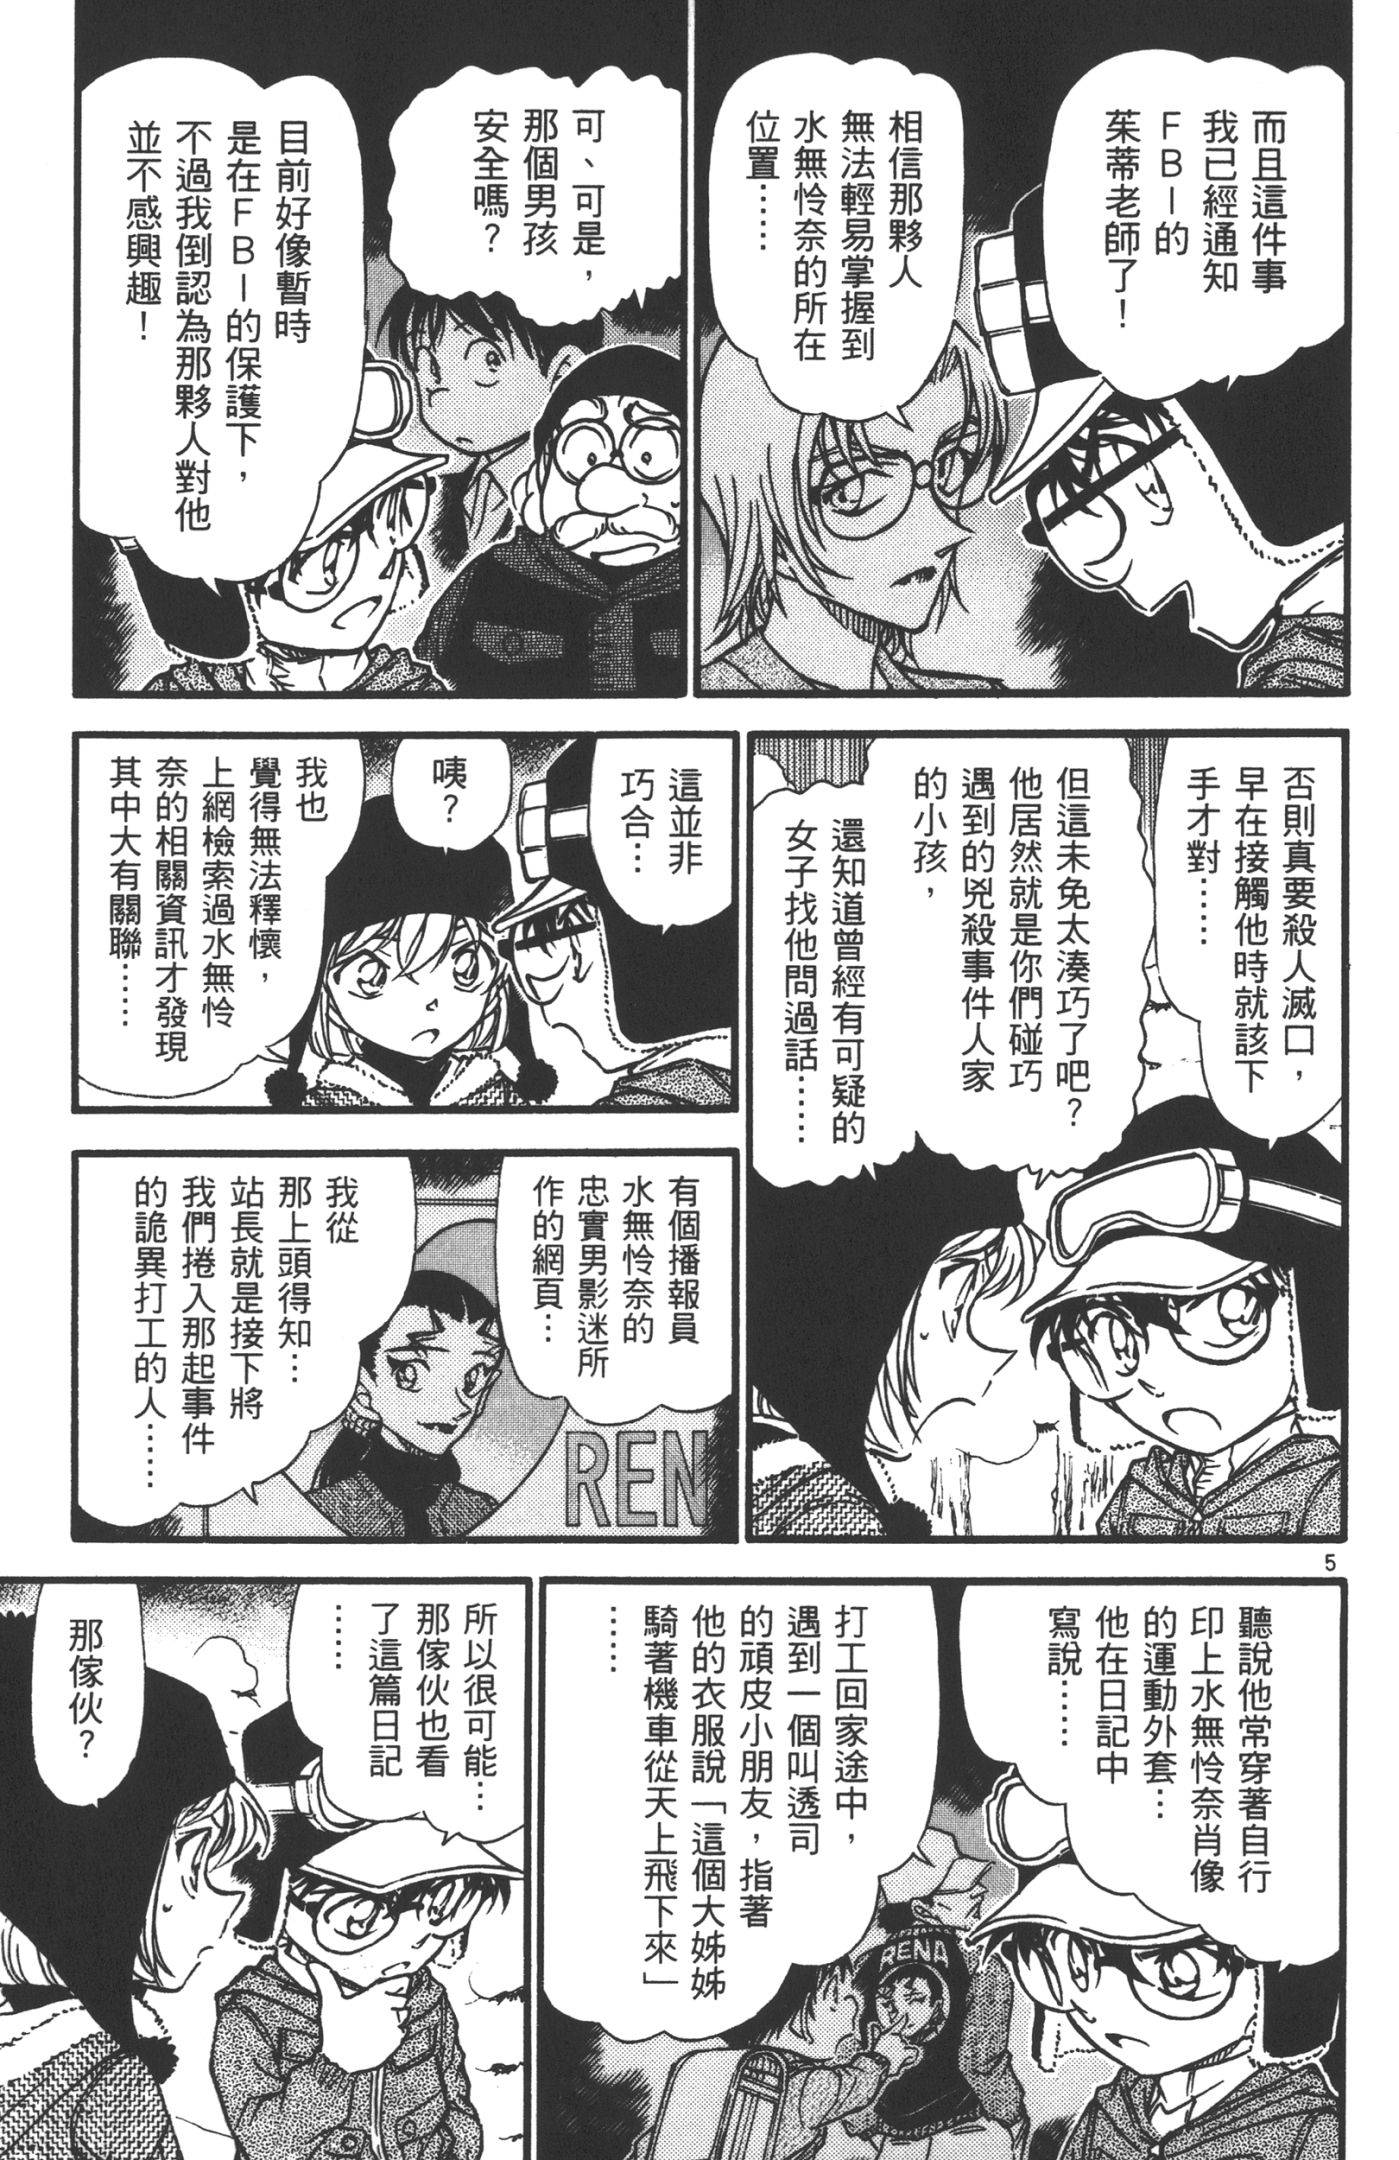 而且這件事
我已經通知
FBI的
茱蒂老師了！
相信那夥人
無法輕易掌握到
水無怜奈的所在
位置……
可、可是，
那個男孩
安全嗎？
目前好像暫時
是在FBI的保護下，
不過我倒認為那夥人對他
並不感興趣！
否則真要殺人滅口，
早在接觸他時就該下
手才對……
但這未免太湊巧了吧？
他居然就是你們碰巧
遇到的兇殺事件人家
的小孩，
還知道曾經有可疑的
女子找他問過話……
這並非
巧合…
咦？
我也
覺得無法釋懷，
上網檢索過水無怜
奈的相關資訊才發現
其中大有關聯……
有個播報員
水無怜奈的
忠實男影迷所
作的網頁…
我從
那上頭得知…
站長就是接下將
我們捲入那起事件
的詭異打工的人……
REN
5
聽說他常穿著自行
印上水無怜奈肖像
的運動外套…
他在日記中
寫說……
打工回家途中，
遇到一個叫透司
的頑皮小朋友，指著
他的衣服說「這個大姊姊
騎著機車從天上飛下來」
……
RENA
所以很可能…
那傢伙也看
了這篇日記
……
那傢伙？